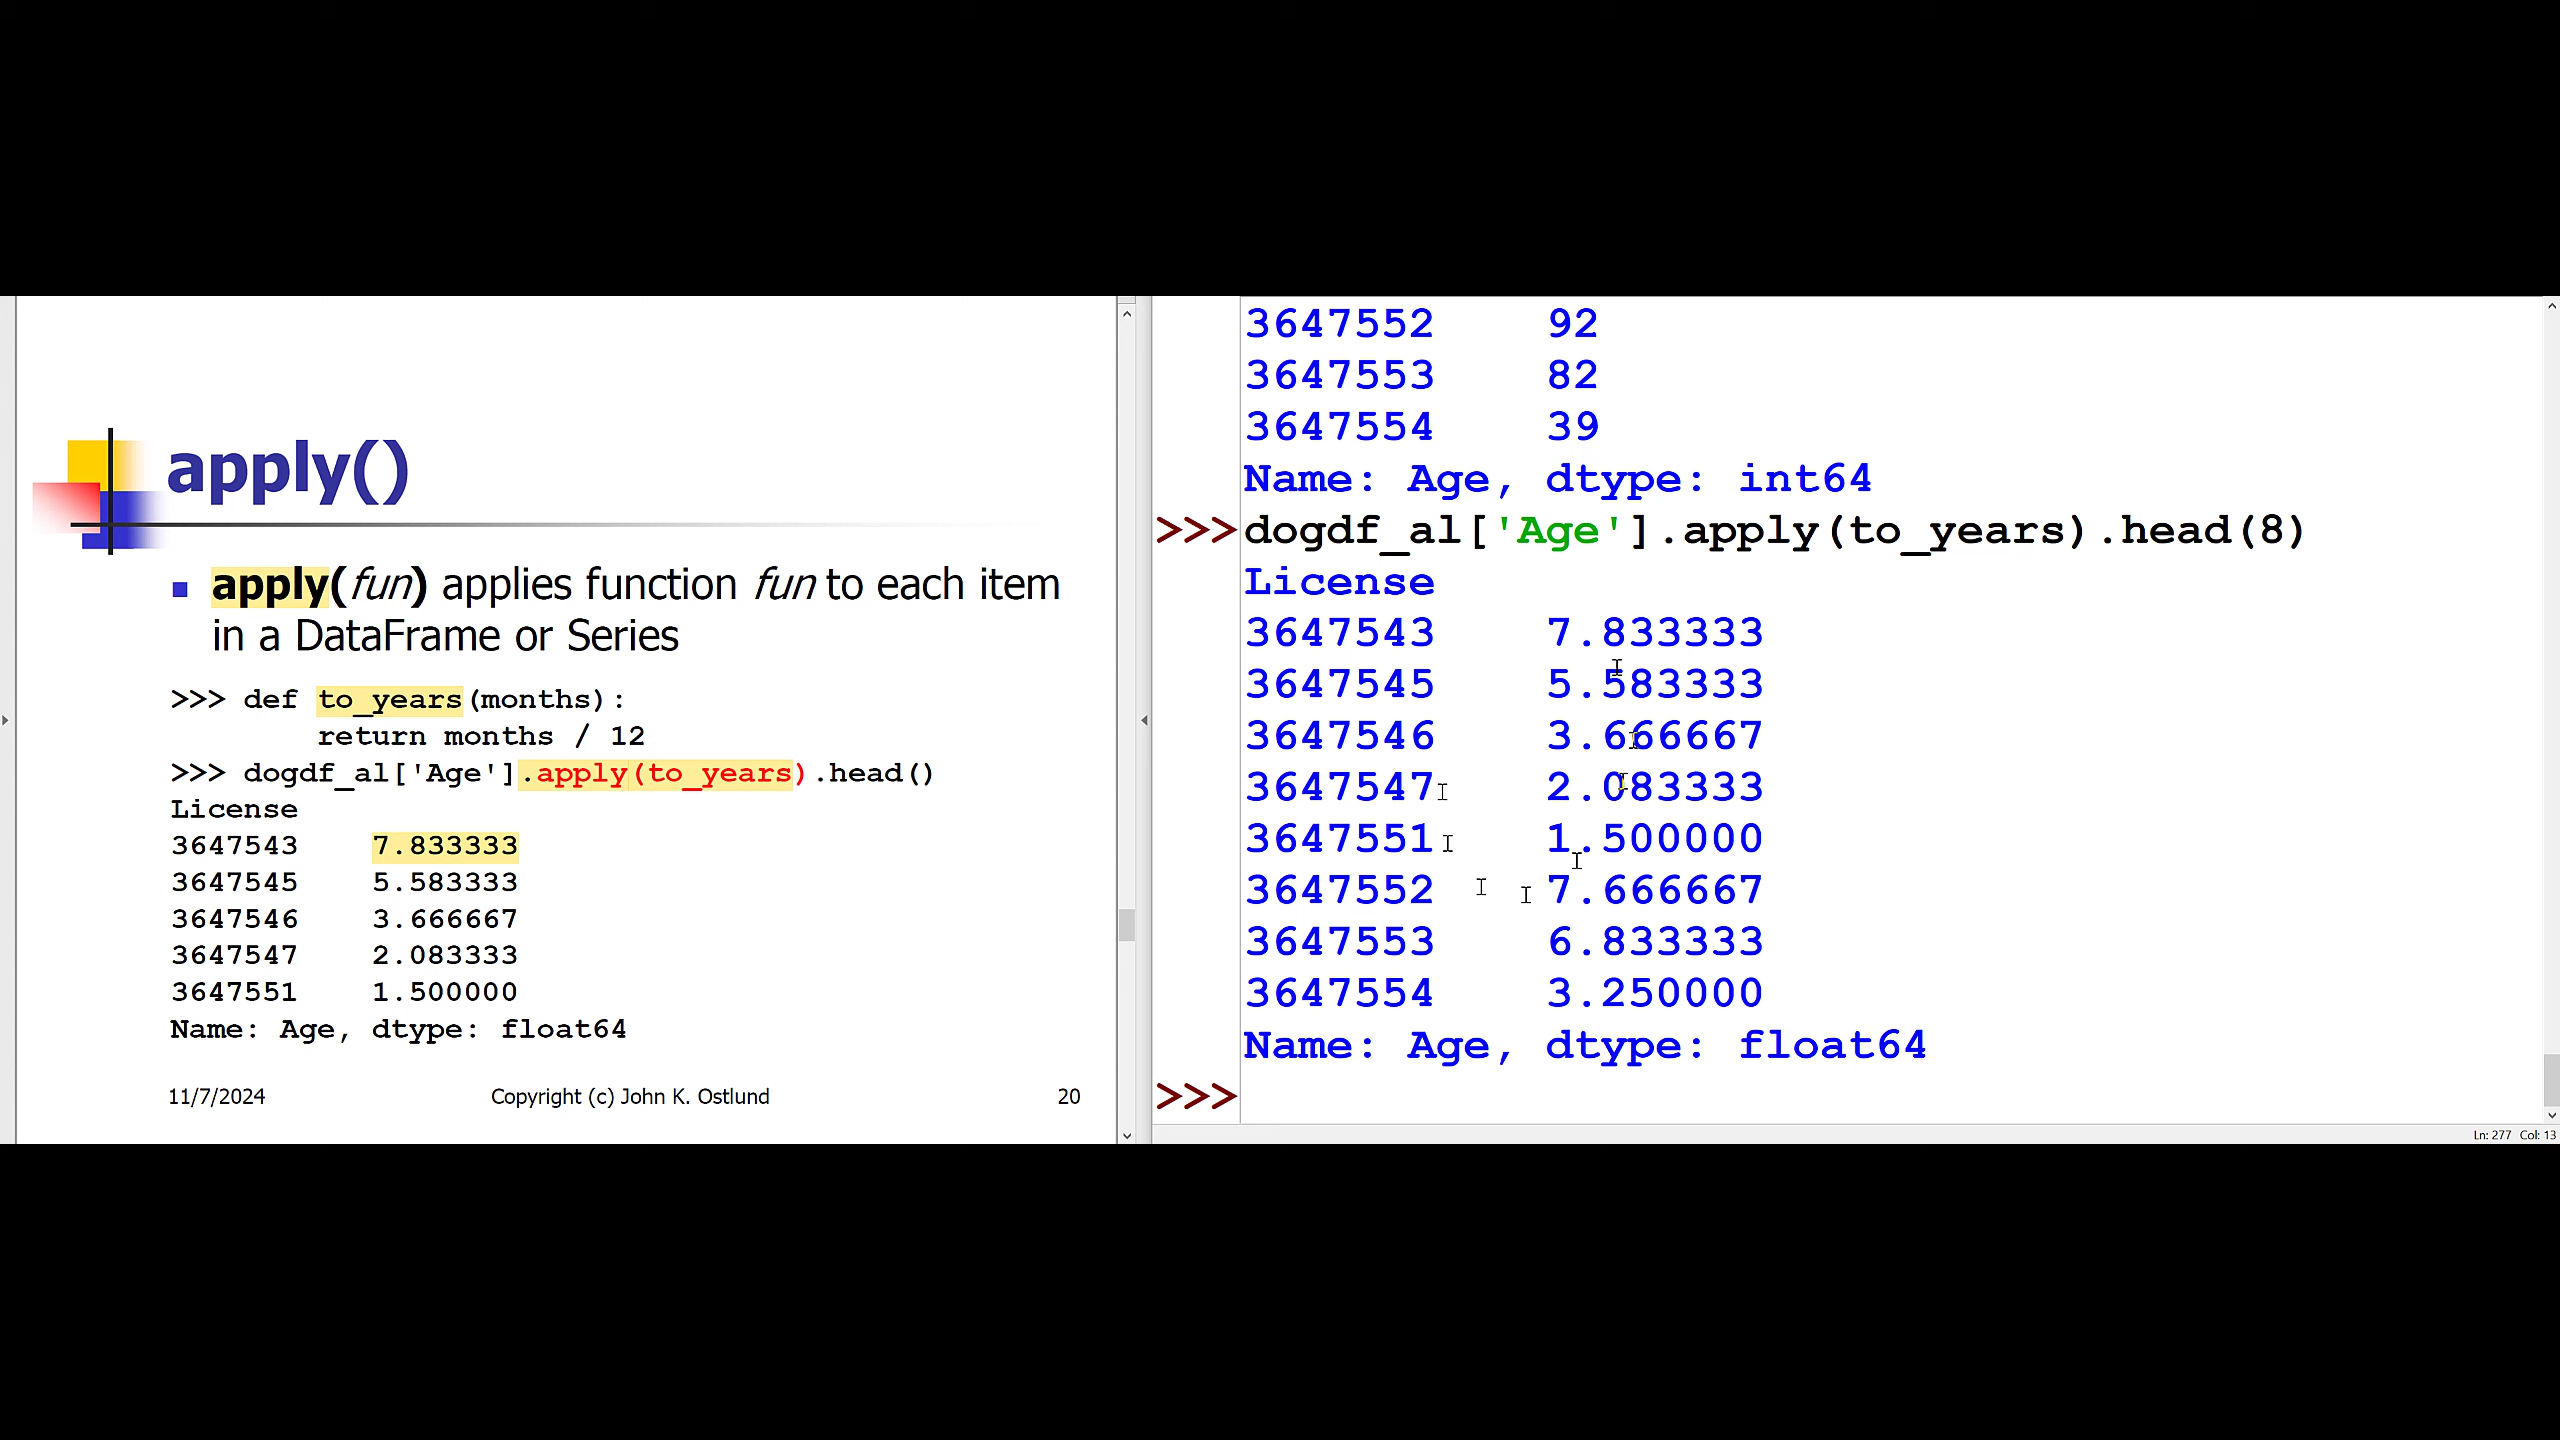 apply()
apply(fun) applies function fun to each item
in a DataFrame or Series
>>> def to_years(months):
return months / 12
>>> dogdf_al['Age'].apply(to_years).head()
License
3647543 7.833333
3647545 5.583333
3647546 3.666667
3647547 2.083333
3647551 1.500000
Name: Age, dtype: float64
11/7/2024 Copyright (c) John K. Ostlund 20
3647552 92
3647553 82
3647554 39
Name: Age, dtype: int64
>>> dogdf_al['Age'].apply(to_years).head(8)
License
3647543 7.833333
3647545 5.583333
3647546 3.666667
3647547 2.083333
3647551 1.500000
3647552 7.666667
3647553 6.833333
3647554 3.250000
Name: Age, dtype: float64
>>>
Ln: 277 Col: 13